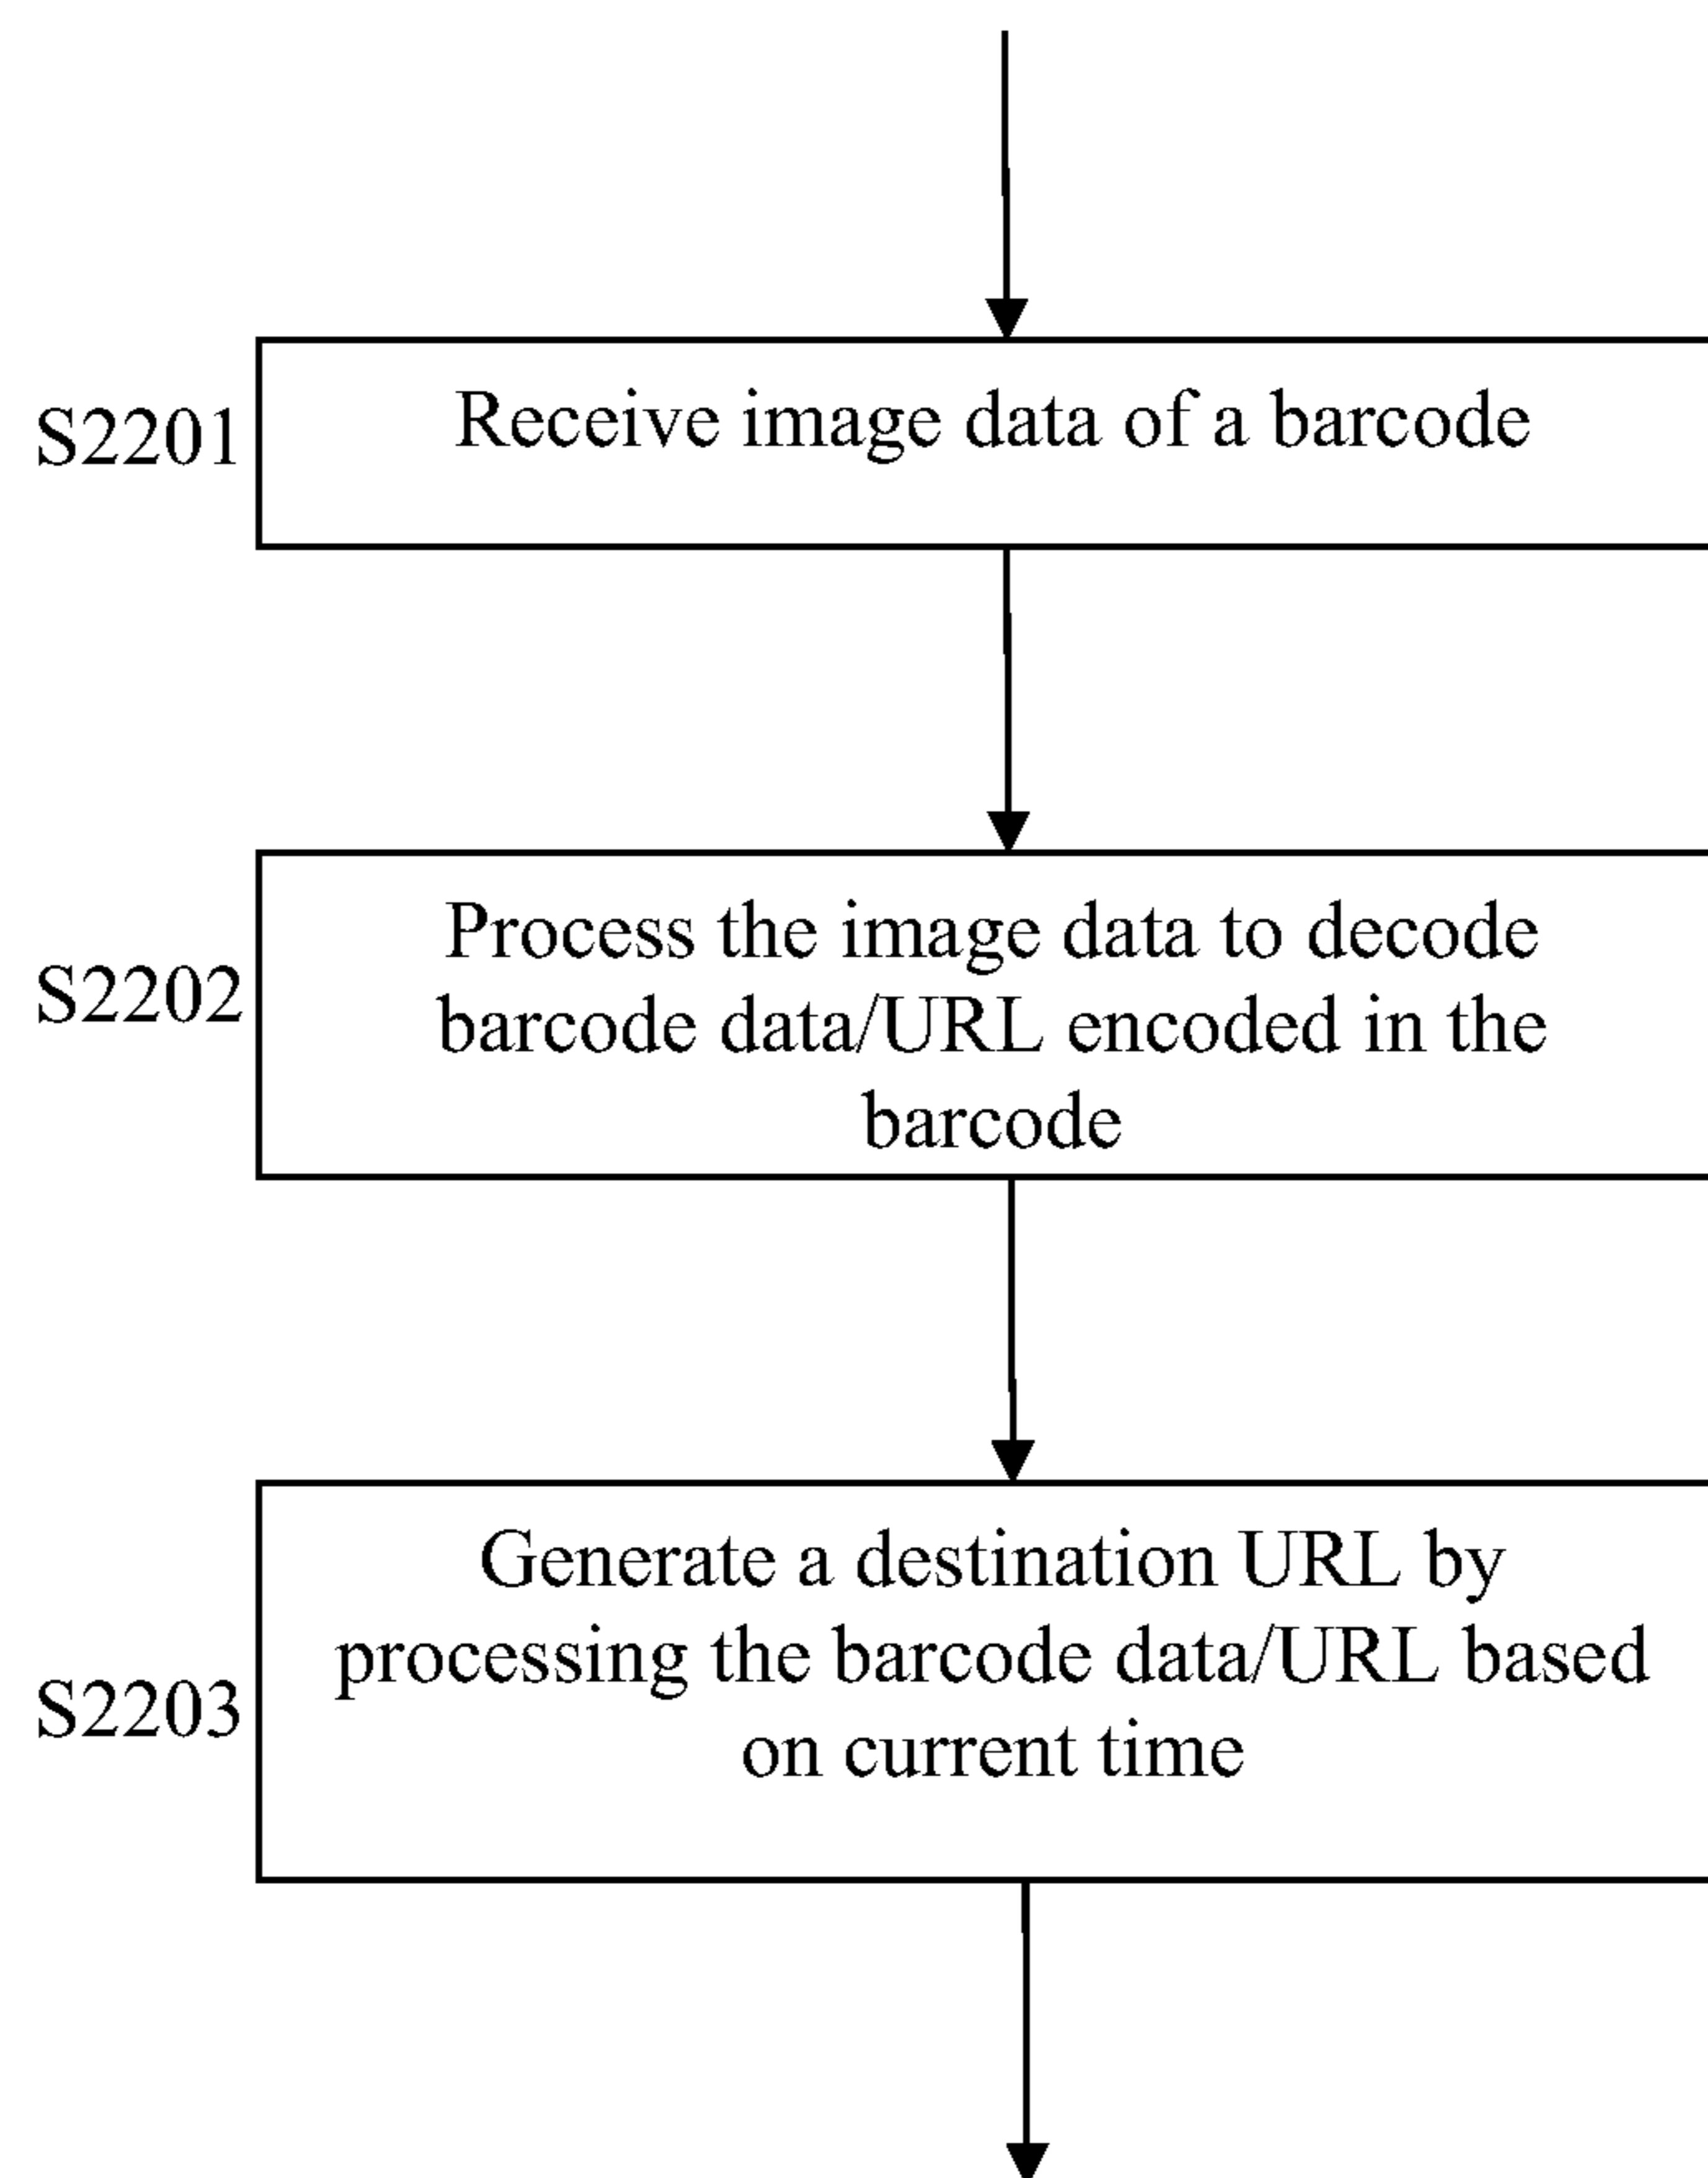 S2201
Receive image data of a barcode
S2202
Process the image data to decode
barcode data/URL encoded in the
barcode
S2203
Generate a destination URL by
processing the barcode data/URL based
on current time